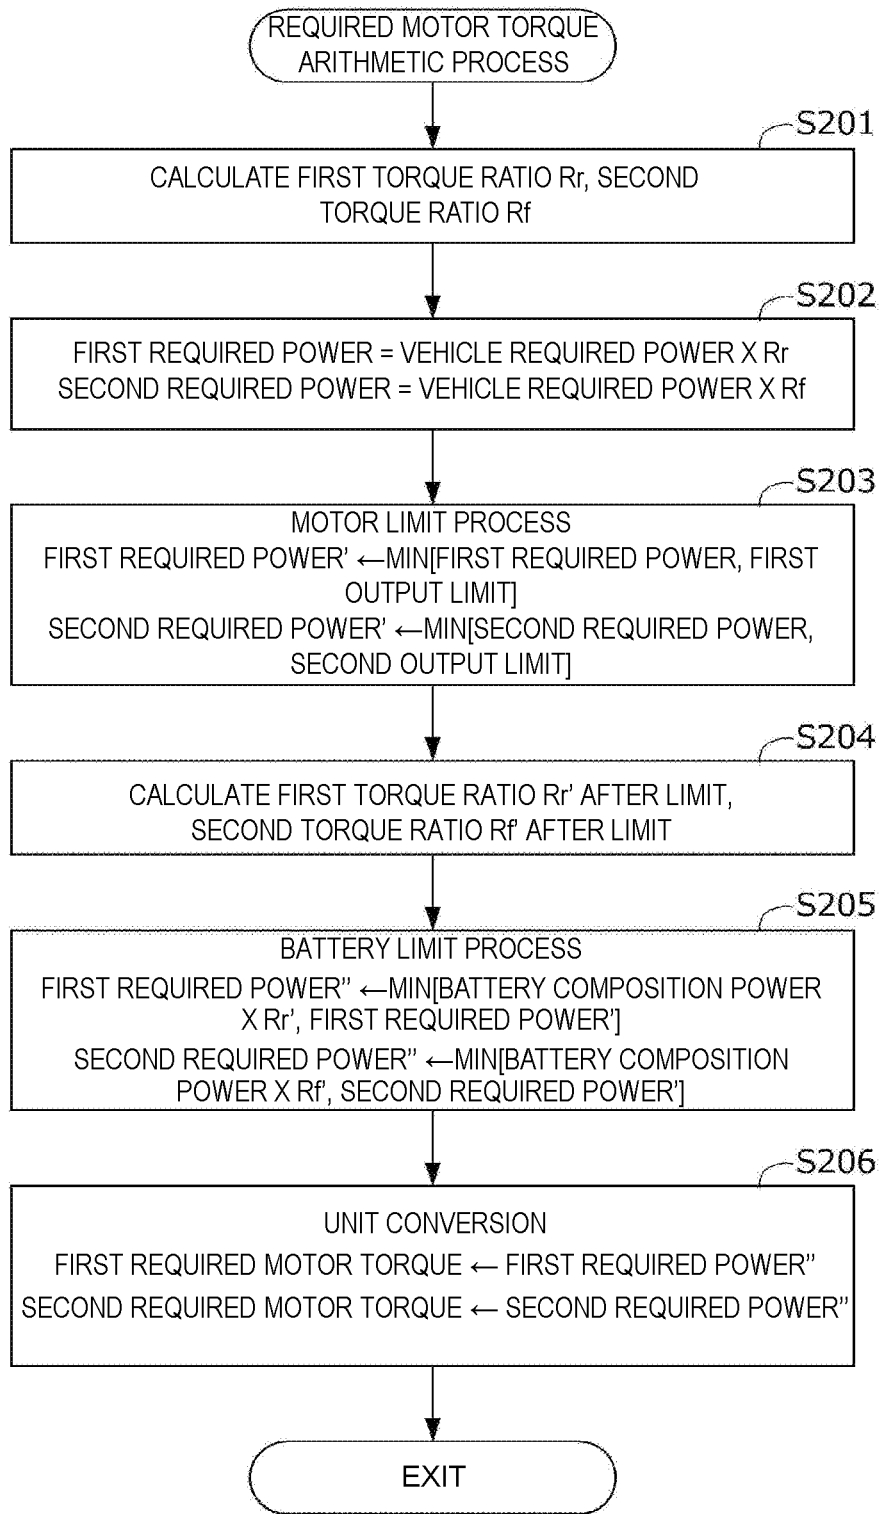 REQUIRED MOTOR TORQUE
ARITHMETIC PROCESS
S201
CALCULATE FIRST TORQUE RATIO Rr, SECOND
TORQUE RATIO Rf
S202
FIRST REQUIRED POWER = VEHICLE REQUIRED POWER X Rr
SECOND REQUIRED POWER = VEHICLE REQUIRED POWER X Rf
S203
MOTOR LIMIT PROCESS
FIRST REQUIRED POWER' ←MIN[FIRST REQUIRED POWER, FIRST
OUTPUT LIMIT]
SECOND REQUIRED POWER' ←MIN[SECOND REQUIRED POWER,
SECOND OUTPUT LIMIT]
S204
CALCULATE FIRST TORQUE RATIO Rr' AFTER LIMIT,
SECOND TORQUE RATIO Rf' AFTER LIMIT
S205
BATTERY LIMIT PROCESS
FIRST REQUIRED POWER" ←MIN[BATTERY COMPOSITION POWER
X Rr', FIRST REQUIRED POWER']
SECOND REQUIRED POWER" ←MIN[BATTERY COMPOSITION
POWER X Rf', SECOND REQUIRED POWER']
S206
UNIT CONVERSION
FIRST REQUIRED MOTOR TORQUE ← FIRST REQUIRED POWER"
SECOND REQUIRED MOTOR TORQUE ← SECOND REQUIRED POWER"
EXIT